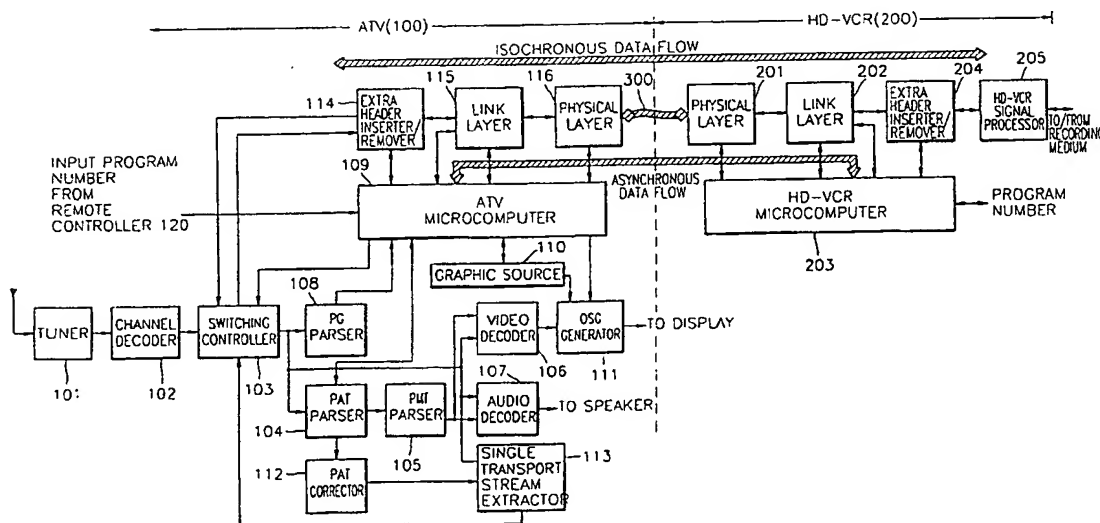 ATV(100)
HD-VCR(200)
ISOCHRONOUS DATA FLOW
115
116
300
201
202
204
205
114
EXTRA
HEADER
INSERTER/
REMOVER
LINK
LAYER
PHYSICAL
LAYER
PHYSICAL
LAYER
LINK
LAYER
EXTRA
HEADER
INSERTER/
REMOVER
HD-VCR
SIGNAL
PROCESSOR
TO/FROM
RECORDING
MEDIUM
INPUT PROGRAM
NUMBER
FROM
REMOTE
CONTROLLER 120
109
ASYNCHRONOUS
DATA FLOW
ATV
MICROCOMPUTER
HD-VCR
MICROCOMPUTER
PROGRAM
NUMBER
203
110
GRAPHIC SOURCE
108
TUNER
CHANNEL
DECODER
SWITCHING
CONTROLLER
PG
PARSER
VIDEO
DECODER
OSG
GENERATOR
TO DISPLAY
101
102
103
106
111
107
PAT
PARSER
PMT
PARSER
AUDIO
DECODER
TO SPEAKER
104
105
112
PAT
CORRECTOR
SINGLE
TRANSPORT
STREAM
EXTRACTOR
113